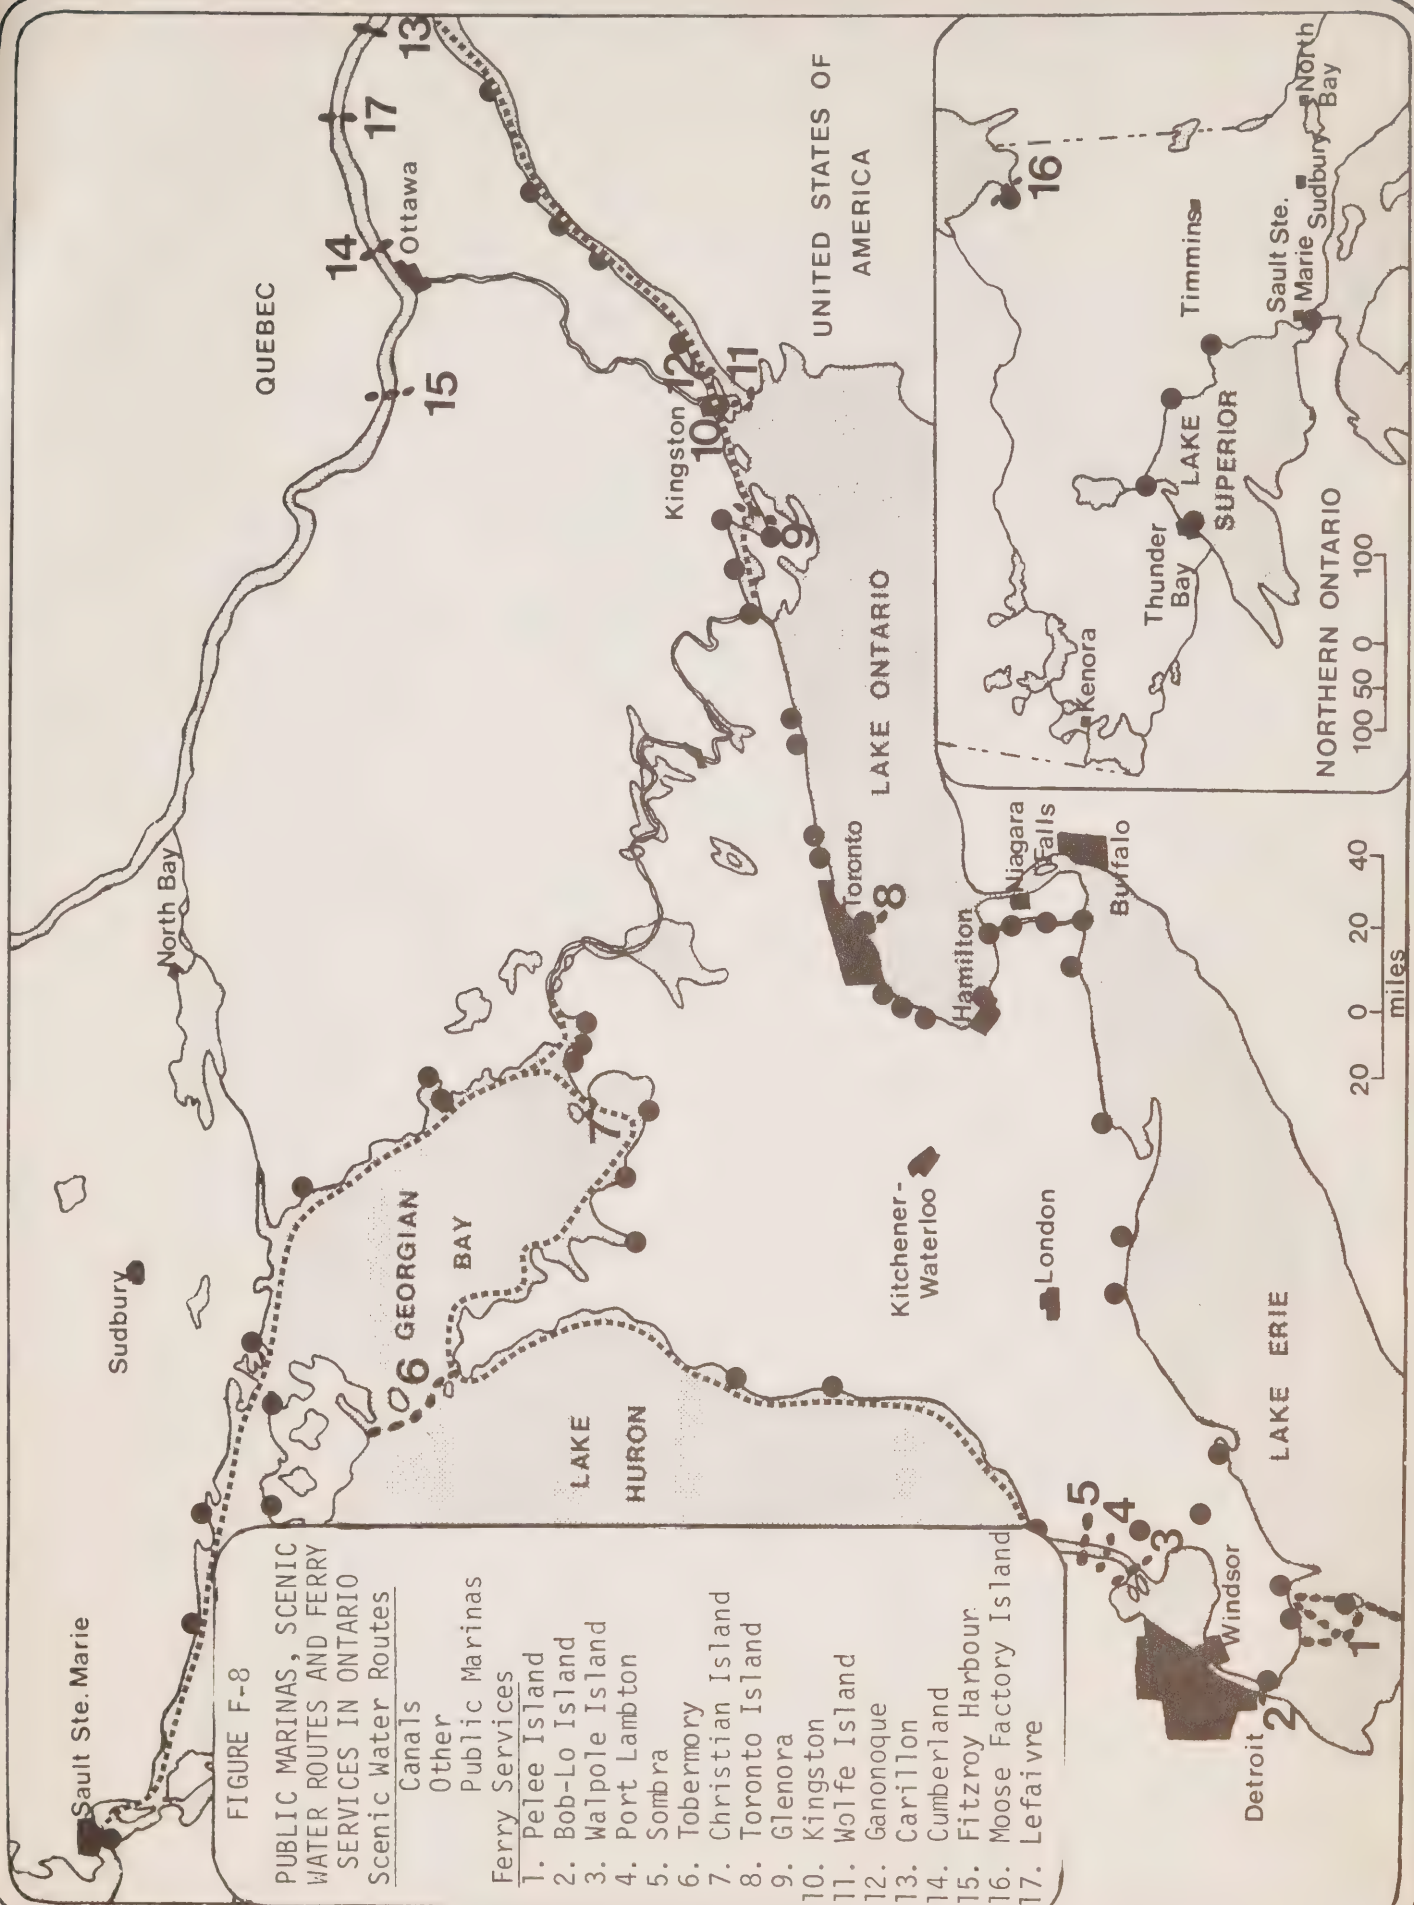 FIGURE F-8
PUBLIC MARINAS, SCENIC
WATER ROUTES AND FERRY
SERVICES IN ONTARIO
Scenic Water Routes
Canals
Other
Public Marinas
Ferry Services
1. Pelee Island
2. Bob-Lo Island
3. Walpole Island
4. Port Lambton
5. Sombra
6. Tobermory
7. Christian Island
8. Toronto Island
9. Glenora
10. Kingston
11. Wolfe Island
12. Ganonoque
13. Carillon
14. Cumberland
15. Fitzroy Harbour
16. Moose Factory Island
17. Lefaivre
Sault Ste. Marie
Sudbury
North Bay
QUEBEC
15
14
Ottawa
17
13
GEORGIAN
BAY
6
7
LAKE
HURON
Kingston
10
12
11
9
UNITED STATES OF
AMERICA
Toronto
8
LAKE ONTARIO
Kitchener-
Waterloo
Hamilton
Niagara
Falls
Buffalo
London
5
4
3
Windsor
Detroit
2
1
LAKE ERIE
20 0 20 40
miles
16
Kenora
Thunder
Bay
LAKE
SUPERIOR
Timmins
Sault Ste.
Marie
Sudbury
North
Bay
NORTHERN ONTARIO
100 50 0 100